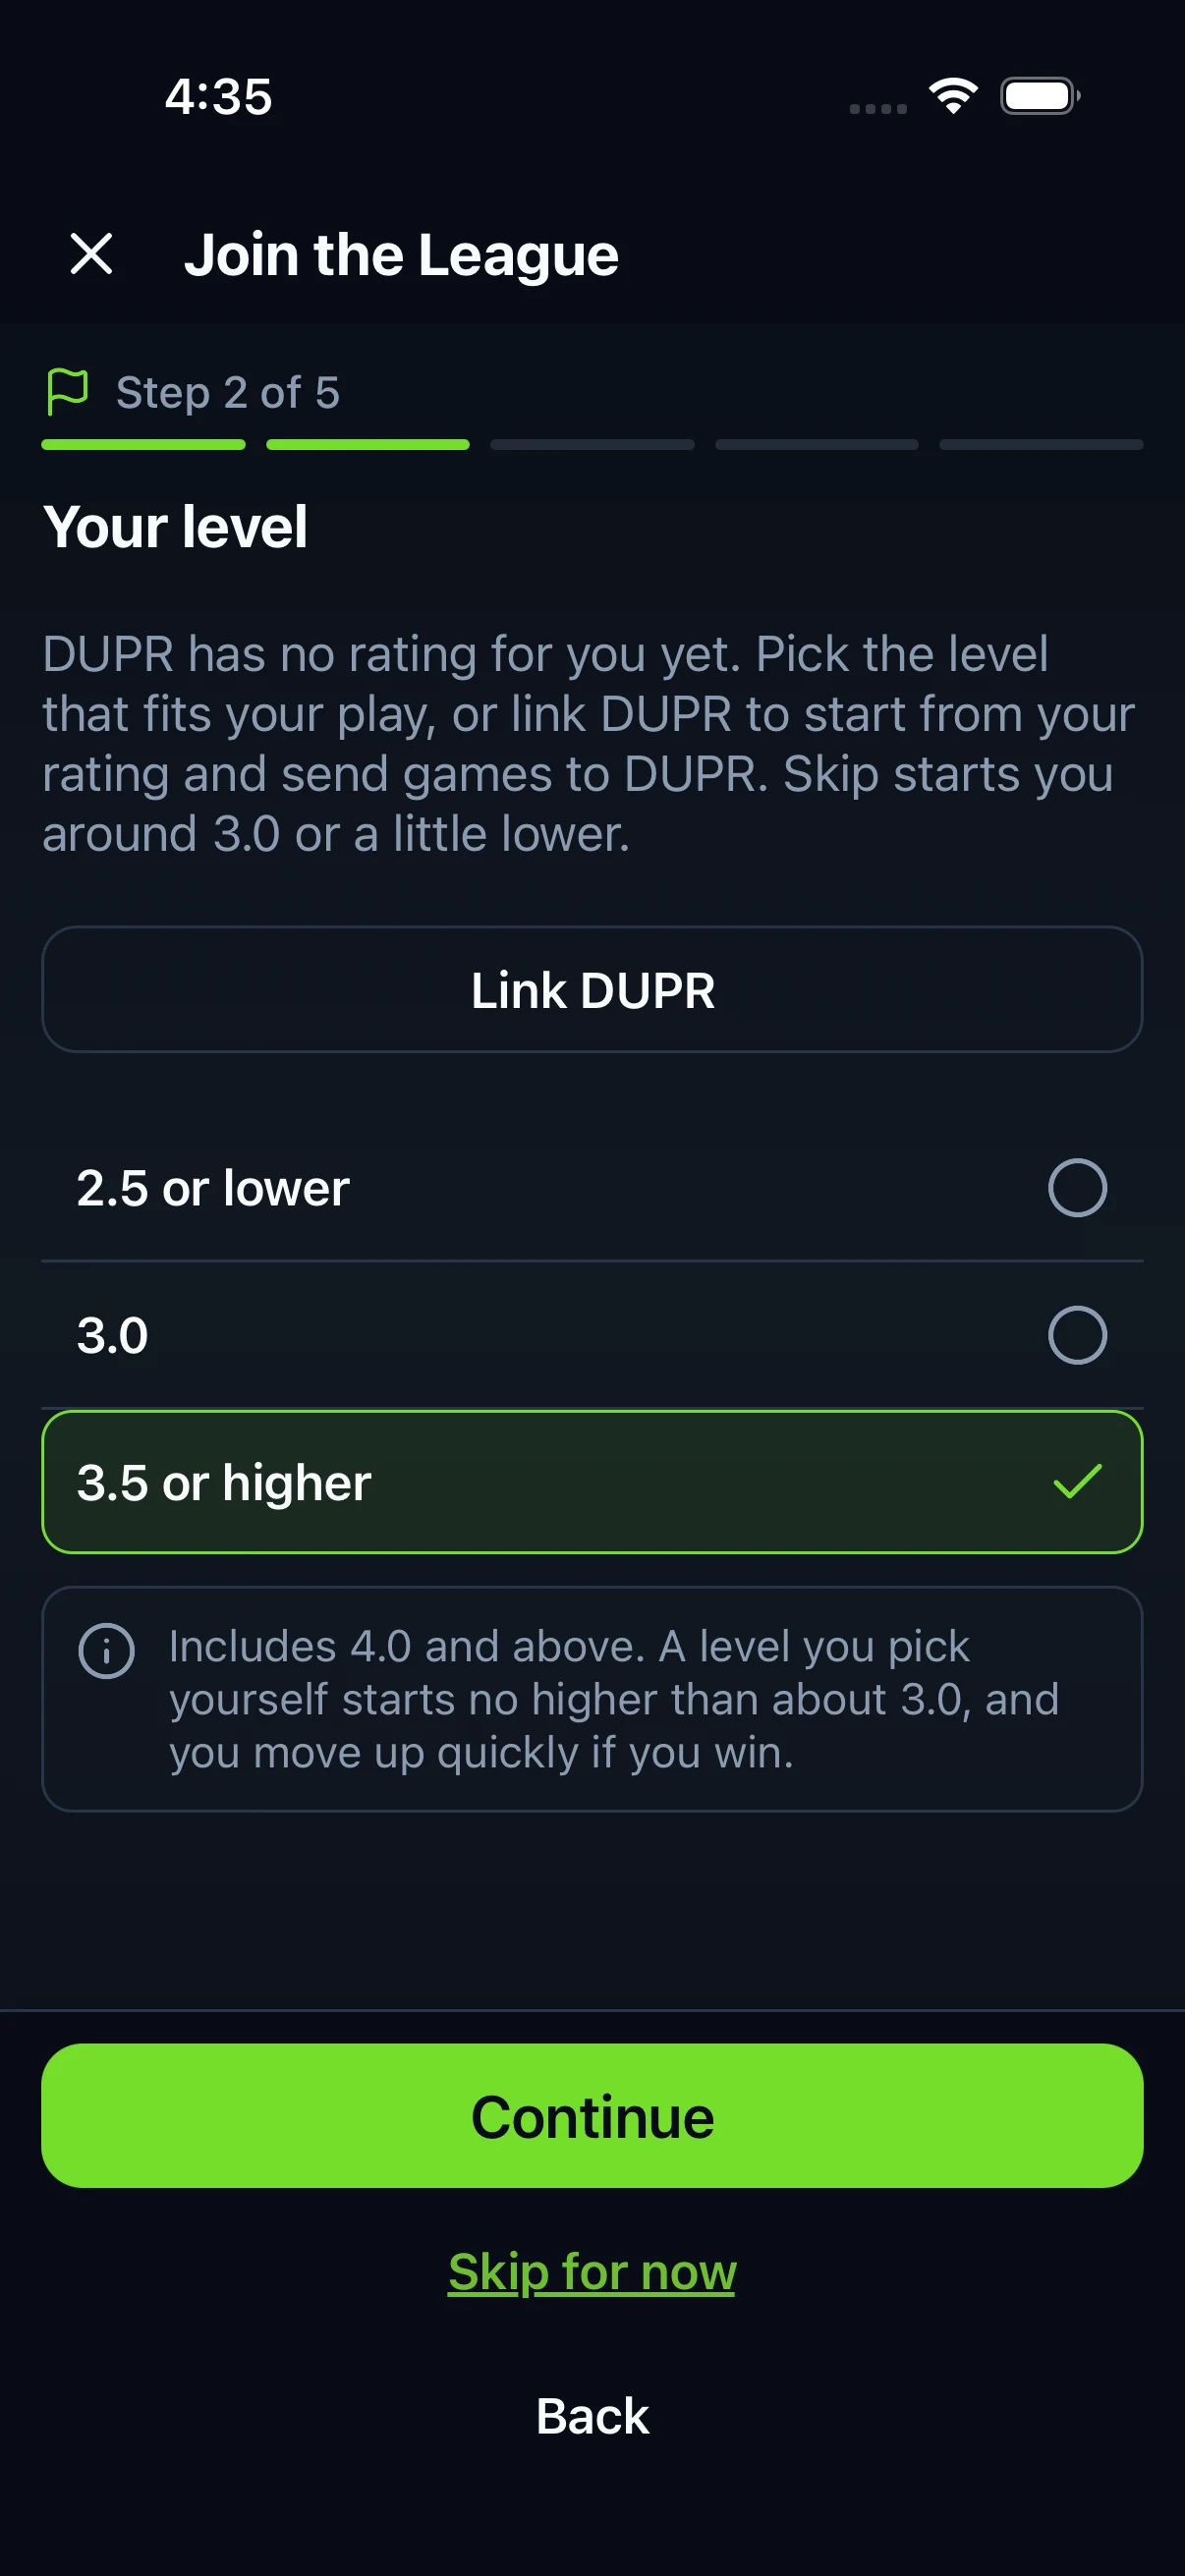 4:35
Join the League
Step 2 of 5
Your level
DUPR has no rating for you yet. Pick the level
that fits your play, or link DUPR to start from your
rating and send games to DUPR. Skip starts you
around 3.0 or a little lower.
Link DUPR
2.5 or lower
3.0
3.5 or higher
Includes 4.0 and above. A level you pick
yourself starts no higher than about 3.0, and
you move up quickly if you win.
Continue
Skip for now
Back